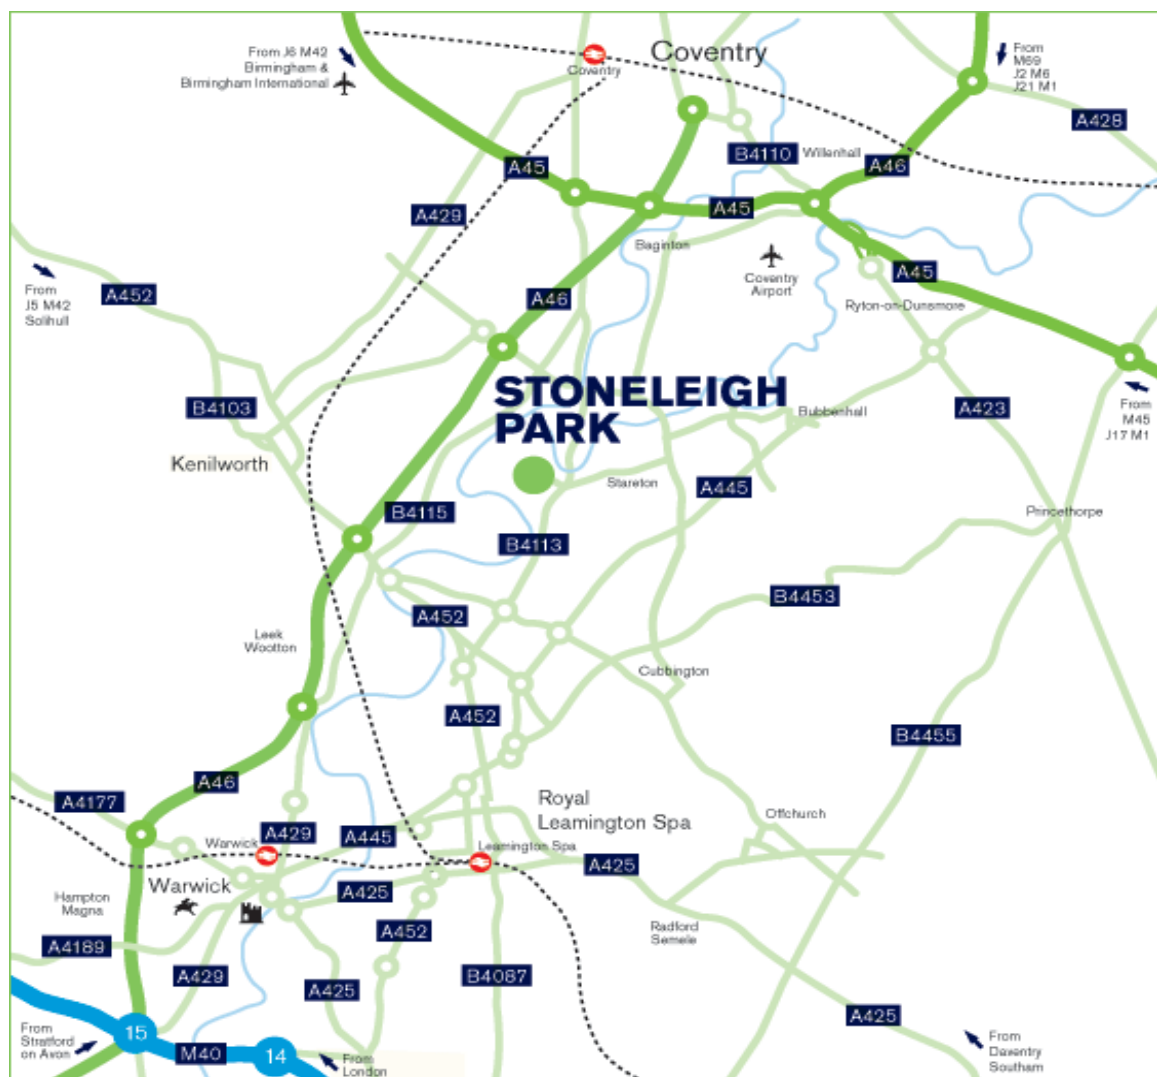 From J6 M42
Birmingham &
Birmingham International
Coventry
Coventry
From
M69
J2 M6
J21 M1
A428
B4110
Willenhall
A46
A45
A429
A45
Baginton
Coventry
Airport
A45
Ryton-on-Dunsmore
From
J5 M42
Solihull
A452
A46
STONELEIGH
PARK
B4103
Bubbenhall
A423
From
M45
J17 M1
Kenilworth
Stareton
A445
B4115
Princethorpe
B4113
B4453
A452
Leek
Wootton
Cubbington
A452
B4455
A46
A4177
Royal
Leamington Spa
Offchurch
Warwick
A429
A445
Leamington Spa
A425
Warwick
A425
Hampton
Magna
Radford
Semele
A452
A4189
A429
A425
B4087
A425
From
Stratford
on Avon
15
M40
14
From
London
From
Daventry
Southam